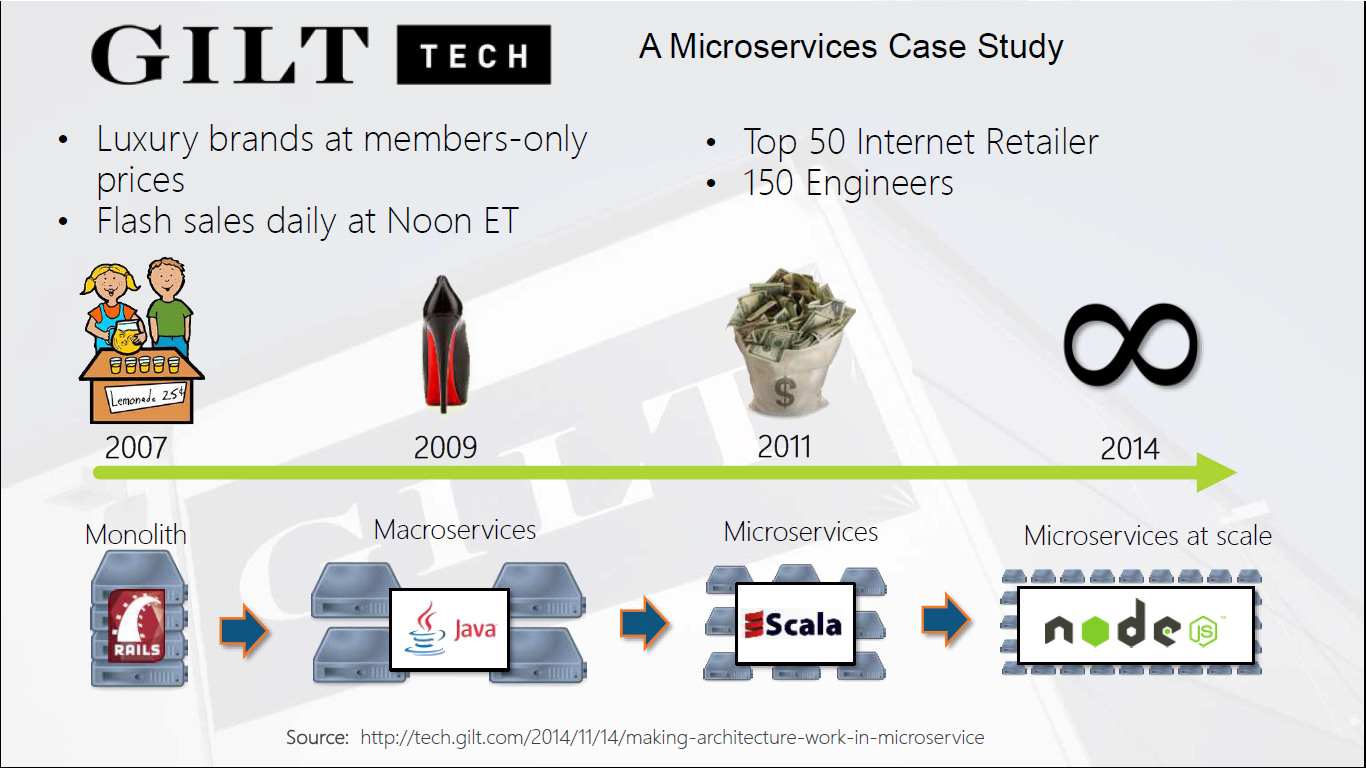 GILT TECH
A Microservices Case Study
• Luxury brands at members-only
prices
• Flash sales daily at Noon ET
• Top 50 Internet Retailer
• 150 Engineers
Lemonade 25¢
$
2007
2009
2011
2014
GILT
Monolith
Macroservices
Microservices
Microservices at scale
RAILS
Java
Scala
node JS ™
Source: http://tech.gilt.com/2014/11/14/making-architecture-work-in-microservice